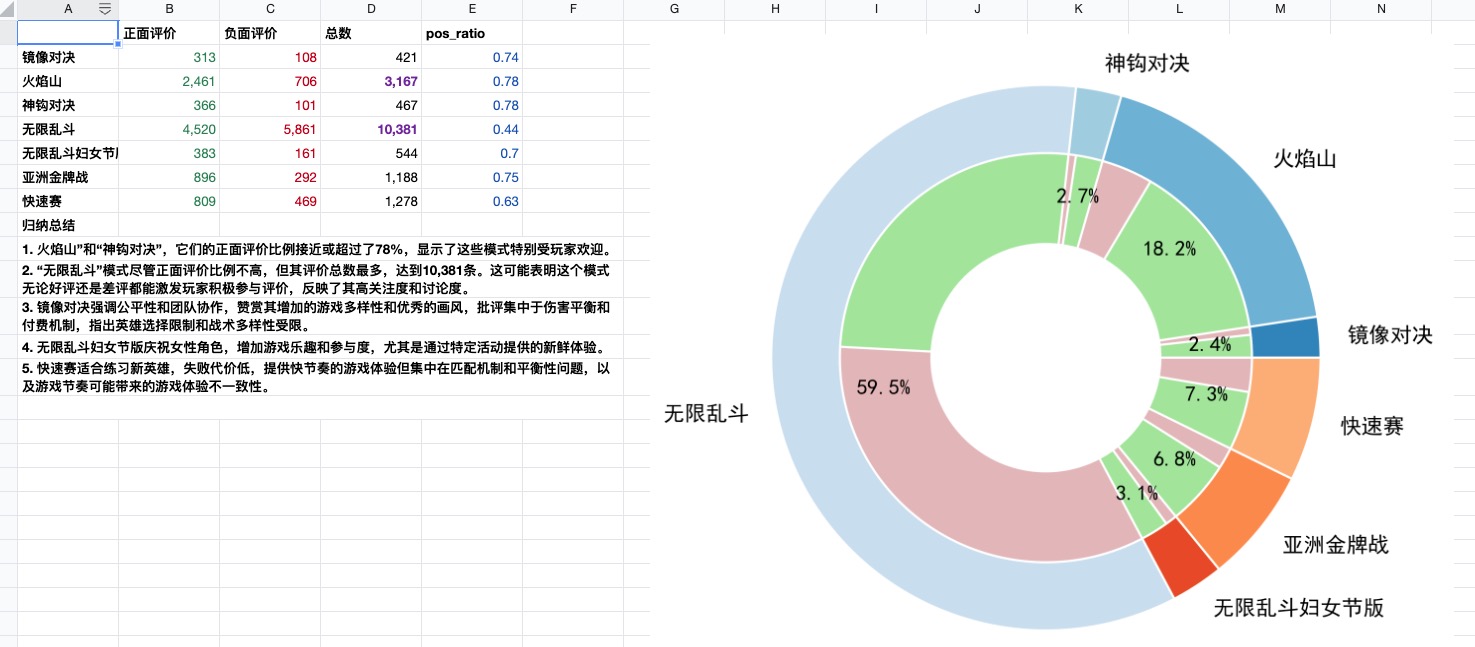 A B C D E F G H I J K L M N
正面评价 负面评价 总数 pos_ratio
镜像对决 313 108 421 0.74
火焰山 2,461 706 3,167 0.78
神钩对决 366 101 467 0.78
无限乱斗 4,520 5,861 10,381 0.44
无限乱斗妇女节 383 161 544 0.7
亚洲金牌战 896 292 1,188 0.75
快速赛 809 469 1,278 0.63
归纳总结
1. 火焰山”和“神钩对决”，它们的正面评价比例接近或超过了78%，显示了这些模式特别受玩家欢迎。
2. “无限乱斗”模式尽管正面评价比例不高，但其评价总数最多，达到10,381条。这可能表明这个模式
无论好评还是差评都能激发玩家积极参与评价，反映了其高关注度和讨论度。
3. 镜像对决强调公平性和团队协作，赞赏其增加的游戏多样性和优秀的画风，批评集中于伤害平衡和
付费机制，指出英雄选择限制和战术多样性受限。
4. 无限乱斗妇女节版庆祝女性角色，增加游戏乐趣和参与度，尤其是通过特定活动提供的新鲜体验。
5. 快速赛适合练习新英雄，失败代价低，提供快节奏的游戏体验但集中在匹配机制和平衡性问题，以
及游戏节奏可能带来的游戏体验不一致性。
神钩对决
火焰山
2.7%
18.2%
镜像对决
2.4%
59.5%
7.3%
无限乱斗
快速赛
6.8%
3.1%
亚洲金牌战
无限乱斗妇女节版